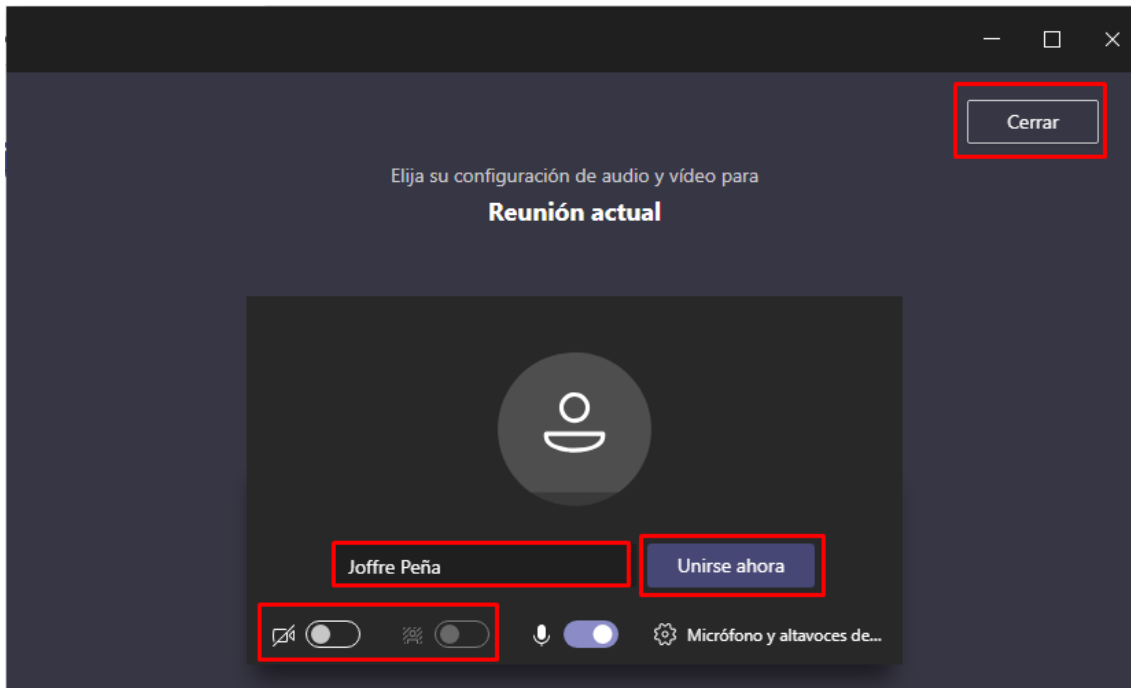 Cerrar
Elija su configuración de audio y vídeo para
Reunión actual
Joffre Peña
Unirse ahora
Micrófono y altavoces de...